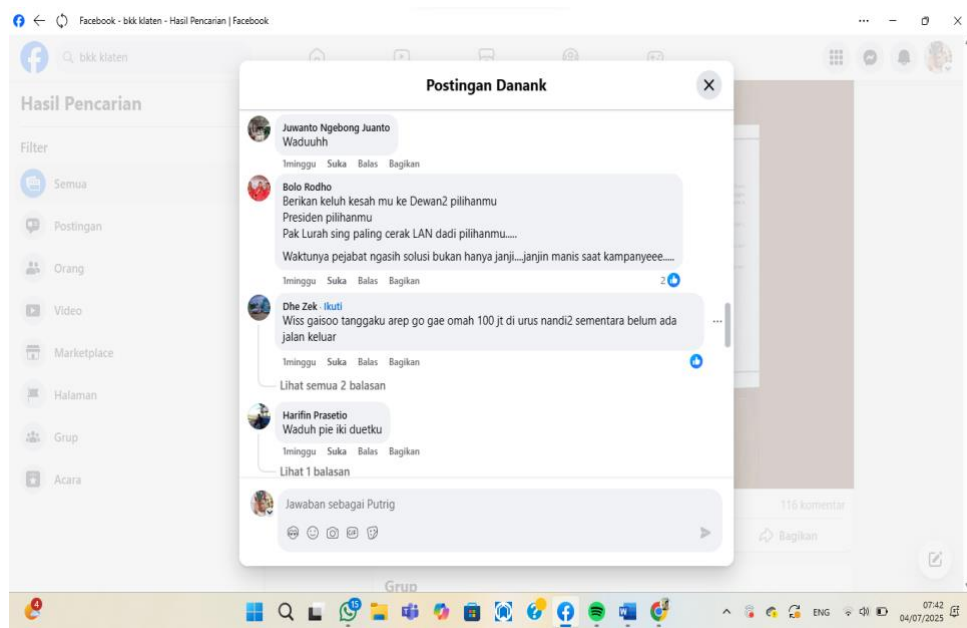 Facebook - bkk klaten - Hasil Pencarian | Facebook
bkk klaten
Hasil Pencarian
Filter
Semua
Postingan
Orang
Video
Marketplace
Halaman
Grup
Acara
Postingan Danank
Juwanto Ngebong Juanto
Waduuhh
1minggu Suka Balas Bagikan
Bolo Rodho
Berikan keluh kesah mu ke Dewan2 pilihanmu
Presiden pilihanmu
Pak Lurah sing paling cerak LAN dadi pilihanmu.....
Waktunya pejabat ngasih solusi bukan hanya janji....janjin manis saat kampanyeee.....
1minggu Suka Balas Bagikan
2
Dhe Zek · Ikuti
Wiss gaisoo tanggaku arep go gae omah 100 jt di urus nandi2 sementara belum ada
jalan keluar
1minggu Suka Balas Bagikan
Lihat semua 2 balasan
Harifin Prasetio
Waduh pie iki duetku
1minggu Suka Balas Bagikan
Lihat 1 balasan
Jawaban sebagai Putrig
GIF
116 komentar
Bagikan
Grup
4
15
ENG
07:42
04/07/2025